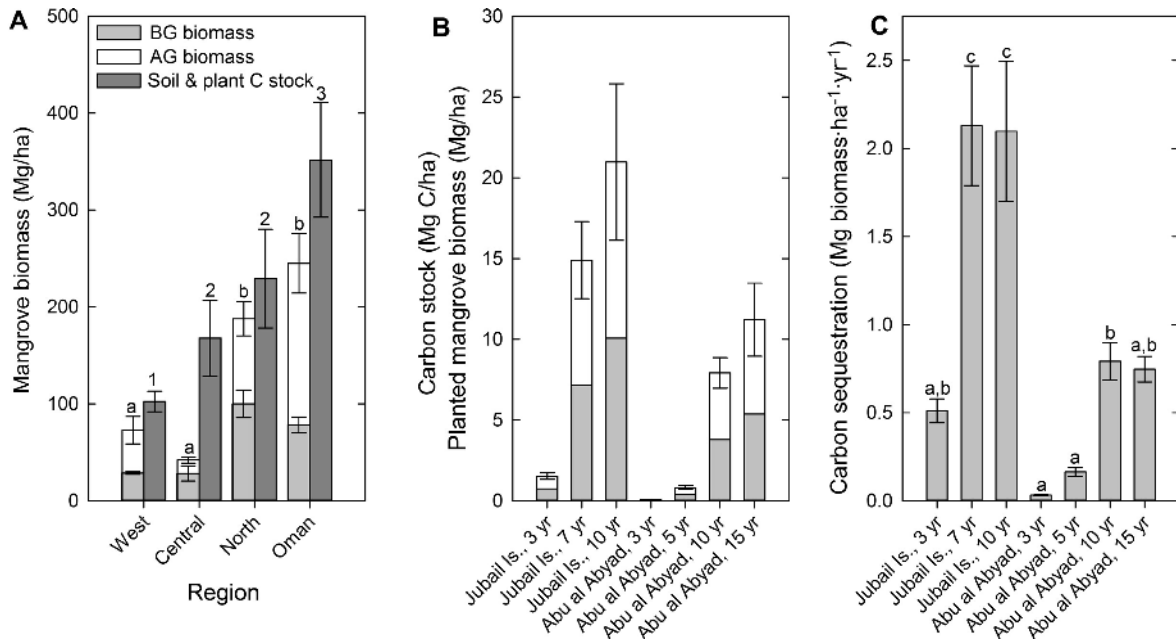 A
Mangrove biomass (Mg/ha)
500
400
300
200
100
0
BG biomass
AG biomass
Soil & plant C stock
a
1
a
2
b
2
b
3
West
Central
North
Oman
Region
B
Carbon stock (Mg C/ha)
Planted mangrove biomass (Mg/ha)
30
25
20
15
10
5
0
Jubail Is., 3 yr
Jubail Is., 7 yr
Jubail Is., 10 yr
Abu al Abyad, 3 yr
Abu al Abyad, 5 yr
Abu al Abyad, 10 yr
Abu al Abyad, 15 yr
C
Carbon sequestration (Mg biomass·ha⁻¹·yr⁻¹)
2.5
2.0
1.5
1.0
0.5
0.0
a,b
c
c
a
a
b
a,b
Jubail Is., 3 yr
Jubail Is., 7 yr
Jubail Is., 10 yr
Abu al Abyad, 3 yr
Abu al Abyad, 5 yr
Abu al Abyad, 10 yr
Abu al Abyad, 15 yr